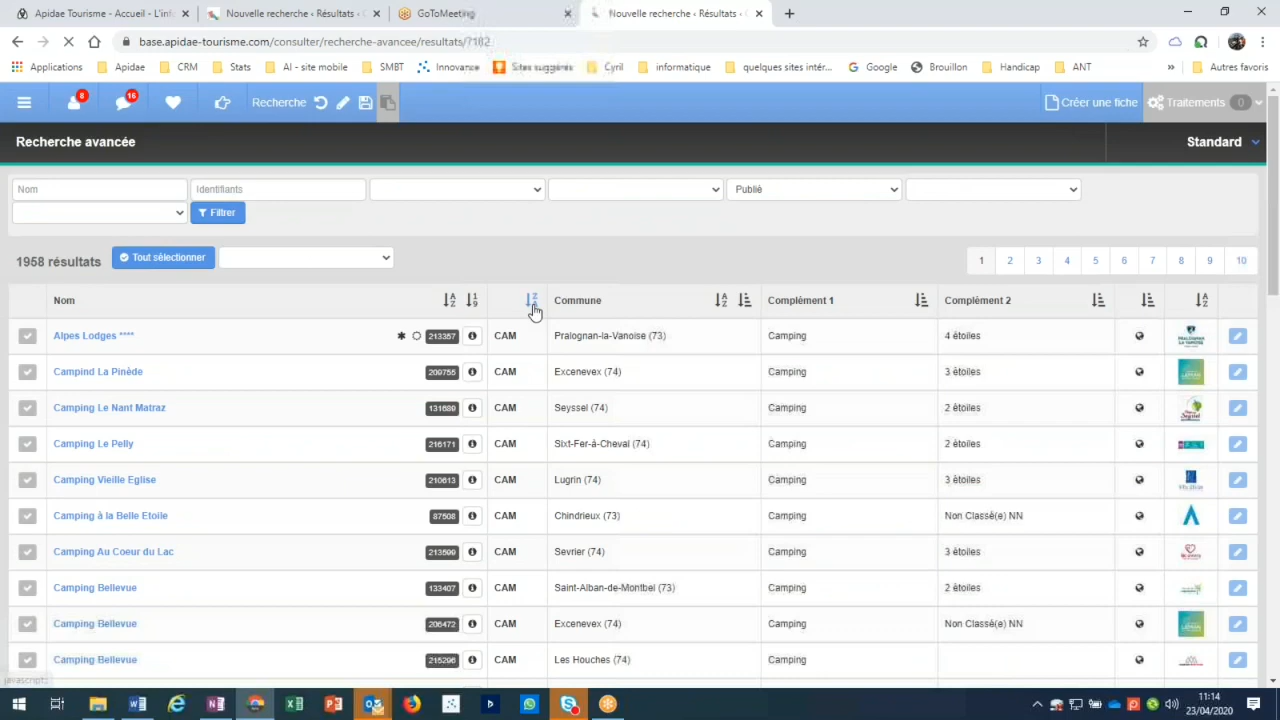 Apidae Tourisme - Accueil - L'inf
Nouvelle recherche - Résultats -
GoToMeeting
Nouvelle recherche - Résultats -
base.apidae-tourisme.com/consulter/recherche-avancee/resultats/
Applications
Apidae
CRM
Stats
AI - site mobile
SMBT
Innovance
Sites suggérés
Cyril
informatique
quelques sites intér...
Google
Brouillon
Handicap
ANT
»
Autres favoris
8
16
Recherche
Créer une fiche
Traitements 0
Recherche avancée
Standard
Nom
Identifiants
Publié
Filtrer
1958 résultats
Tout sélectionner
1 2 3 4 5 6 7 8 9 10
Nom
Commune
Complément 1
Complément 2
Alpes Lodges **** 213367 CAM Pralognan-la-Vanoise (73) Camping 4 étoiles
Campind La Pinède 209755 CAM Excenevex (74) Camping 3 étoiles
Camping Le Nant Matraz 131689 CAM Seyssel (74) Camping 2 étoiles
Camping Le Pelly 216171 CAM Sixt-Fer-à-Cheval (74) Camping 2 étoiles
Camping Vieille Eglise 210613 CAM Lugrin (74) Camping 3 étoiles
Camping à la Belle Etoile 87508 CAM Chindrieux (73) Camping Non Classé(e) NN
Camping Au Coeur du Lac CAM Sevrier (74) Camping 3 étoiles
Camping Bellevue 133407 CAM Saint-Alban-de-Montbel (73) Camping 2 étoiles
Camping Bellevue 206472 CAM Excenevex (74) Camping Non Classé(e) NN
Camping Bellevue CAM Les Houches (74) Camping
11:14
23/04/2020